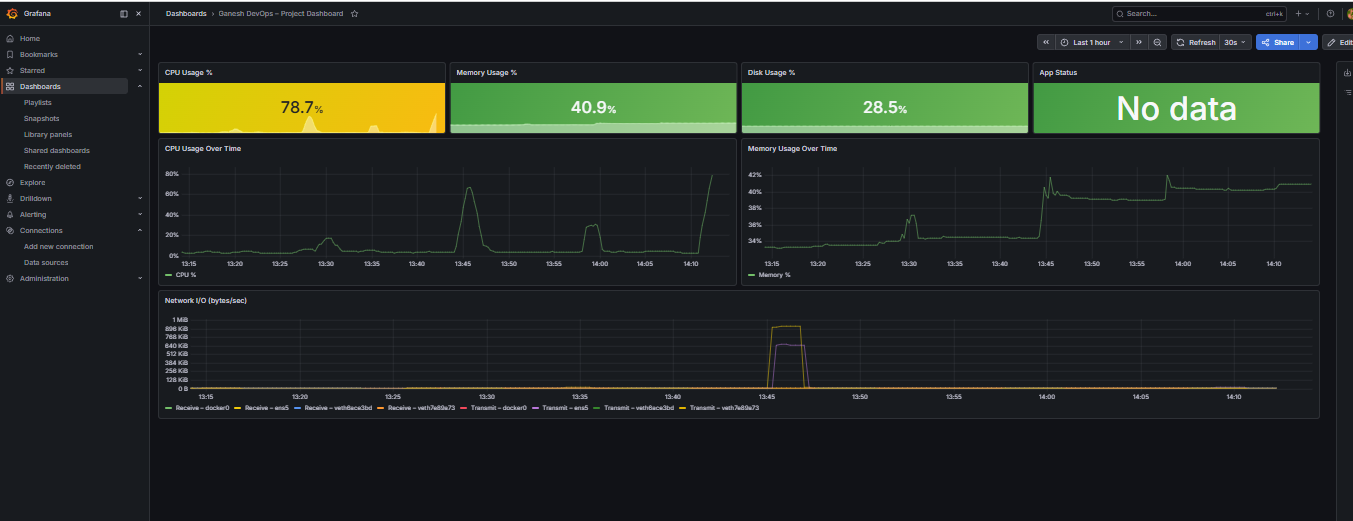 Grafana
Dashboards › Ganesh DevOps – Project Dashboard
Search... ctrl+k
Last 1 hour Refresh 30s Share Edit
Home
Bookmarks
Starred
Dashboards
Playlists
Snapshots
Library panels
Shared dashboards
Recently deleted
Explore
Drilldown
Alerting
Connections
Add new connection
Data sources
Administration
CPU Usage %
78.7%
Memory Usage %
40.9%
Disk Usage %
28.5%
App Status
No data
CPU Usage Over Time
80%
60%
40%
20%
0%
13:15 13:20 13:25 13:30 13:35 13:40 13:45 13:50 13:55 14:00 14:05 14:10
CPU %
Memory Usage Over Time
42%
40%
38%
36%
34%
13:15 13:20 13:25 13:30 13:35 13:40 13:45 13:50 13:55 14:00 14:05 14:10
Memory %
Network I/O (bytes/sec)
1 MiB
896 KiB
768 KiB
640 KiB
512 KiB
384 KiB
256 KiB
128 KiB
0 B
13:15 13:20 13:25 13:30 13:35 13:40 13:45 13:50 13:55 14:00 14:05 14:10
Receive – docker0 Receive – ens5 Receive – veth6ace3bd Receive – veth7e89a73 Transmit – docker0 Transmit – ens5 Transmit – veth6ace3bd Transmit – veth7e89a73